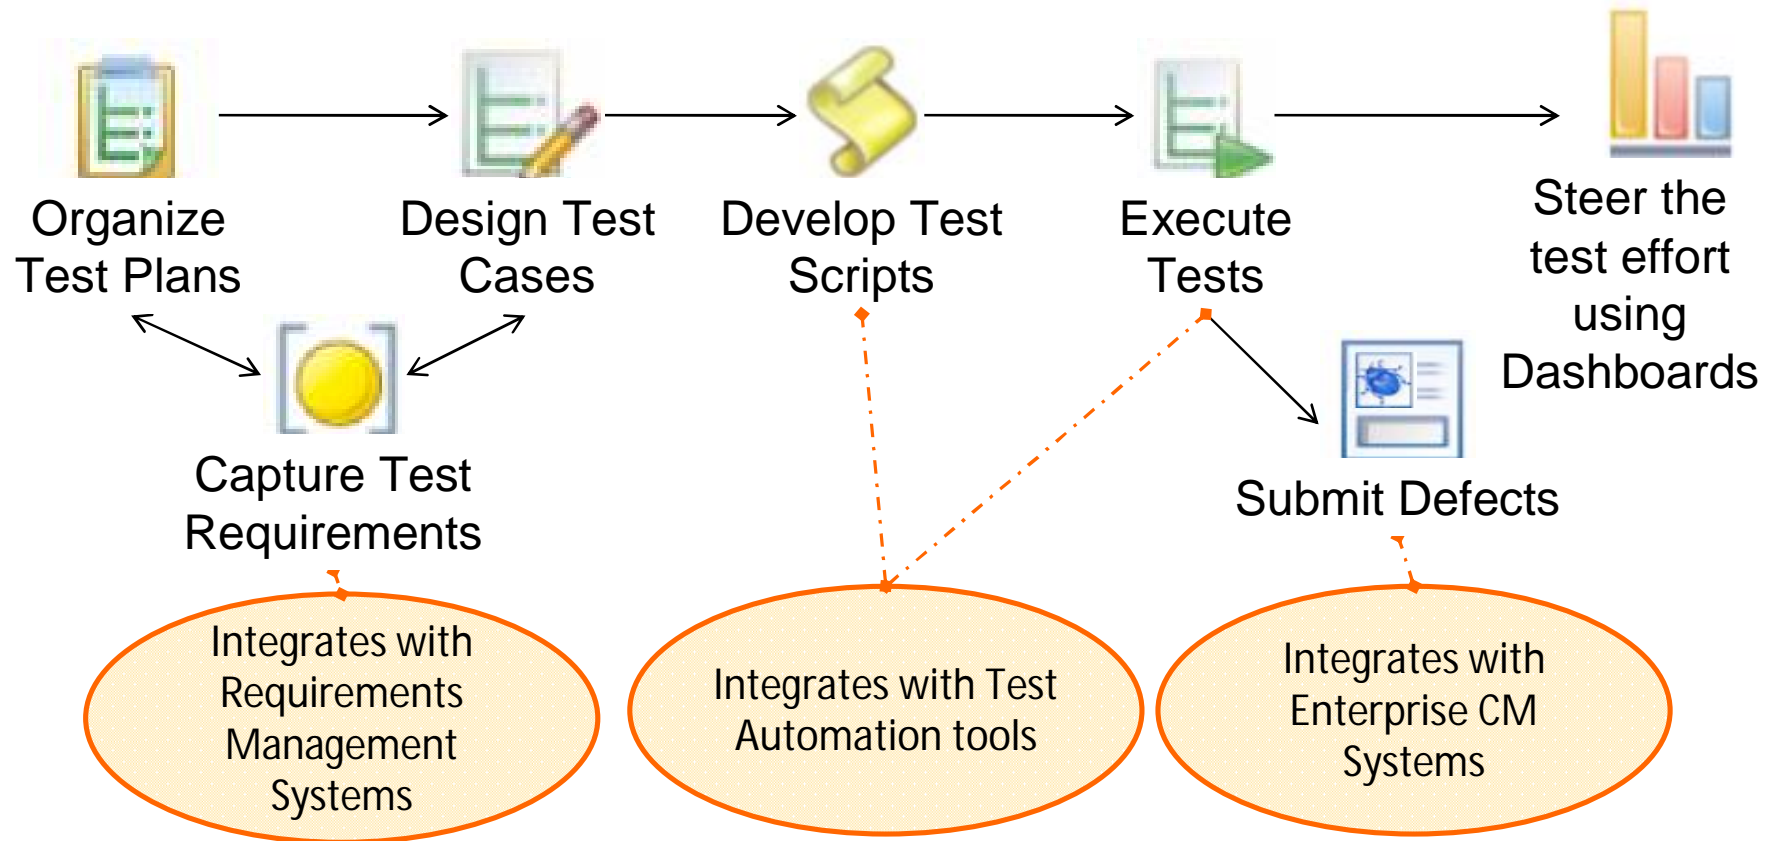 Organize
Test Plans
Design Test
Cases
Develop Test
Scripts
Execute
Tests
Steer the
test effort
using
Dashboards
Capture Test
Requirements
Submit Defects
Integrates with
Requirements
Management
Systems
Integrates with Test
Automation tools
Integrates with
Enterprise CM
Systems